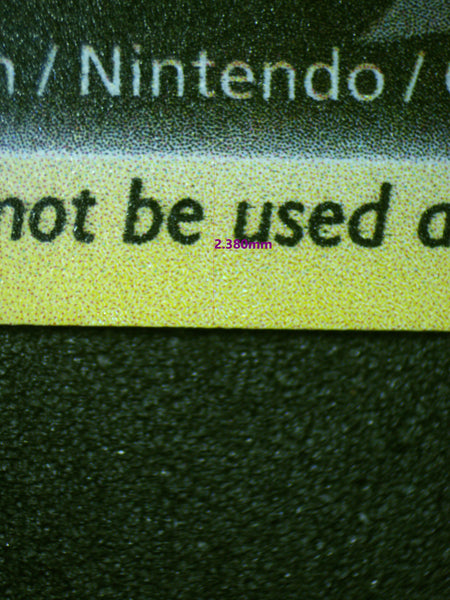 / Nintendo /
not be used
2.380mm